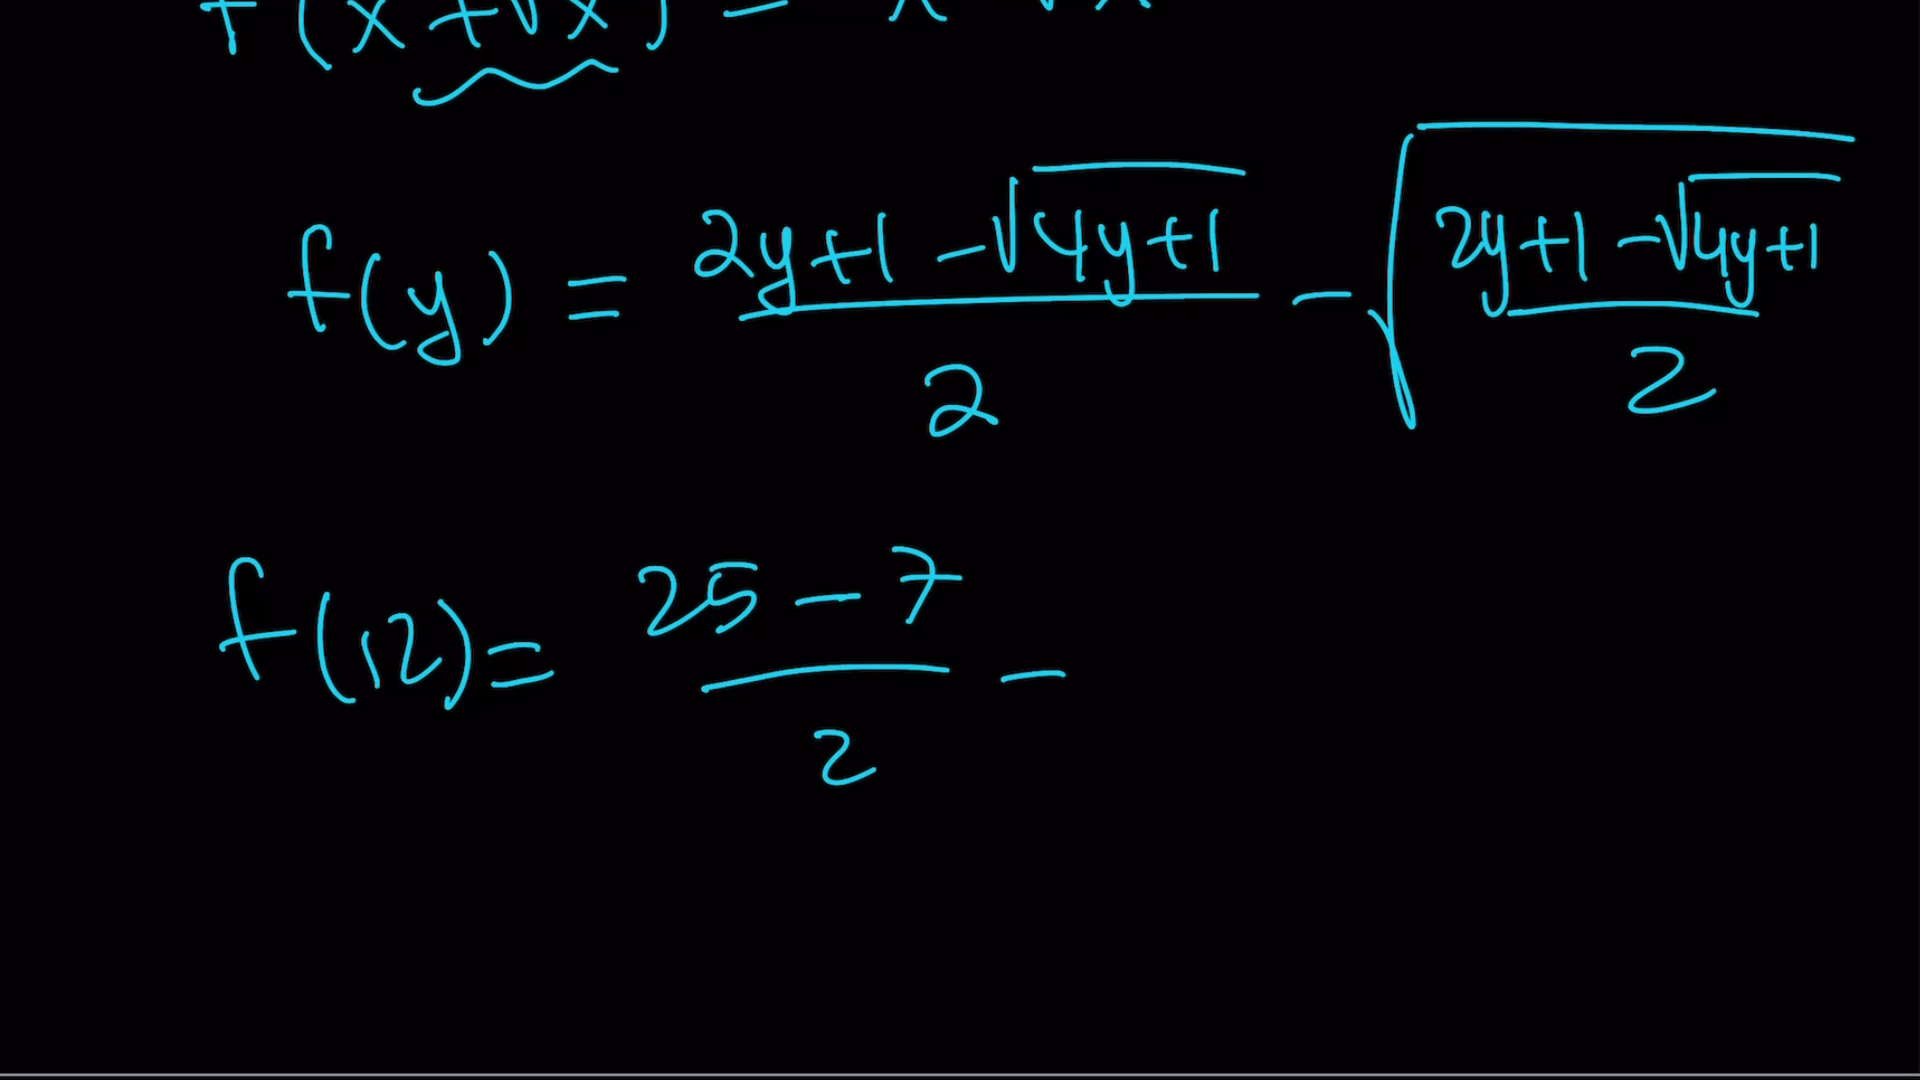 f(x+√x) = x-√x
f(y) = (2y+1-√(4y+1))/2 - √((2y+1-√(4y+1))/2)
f(12) = (25-7)/2 -